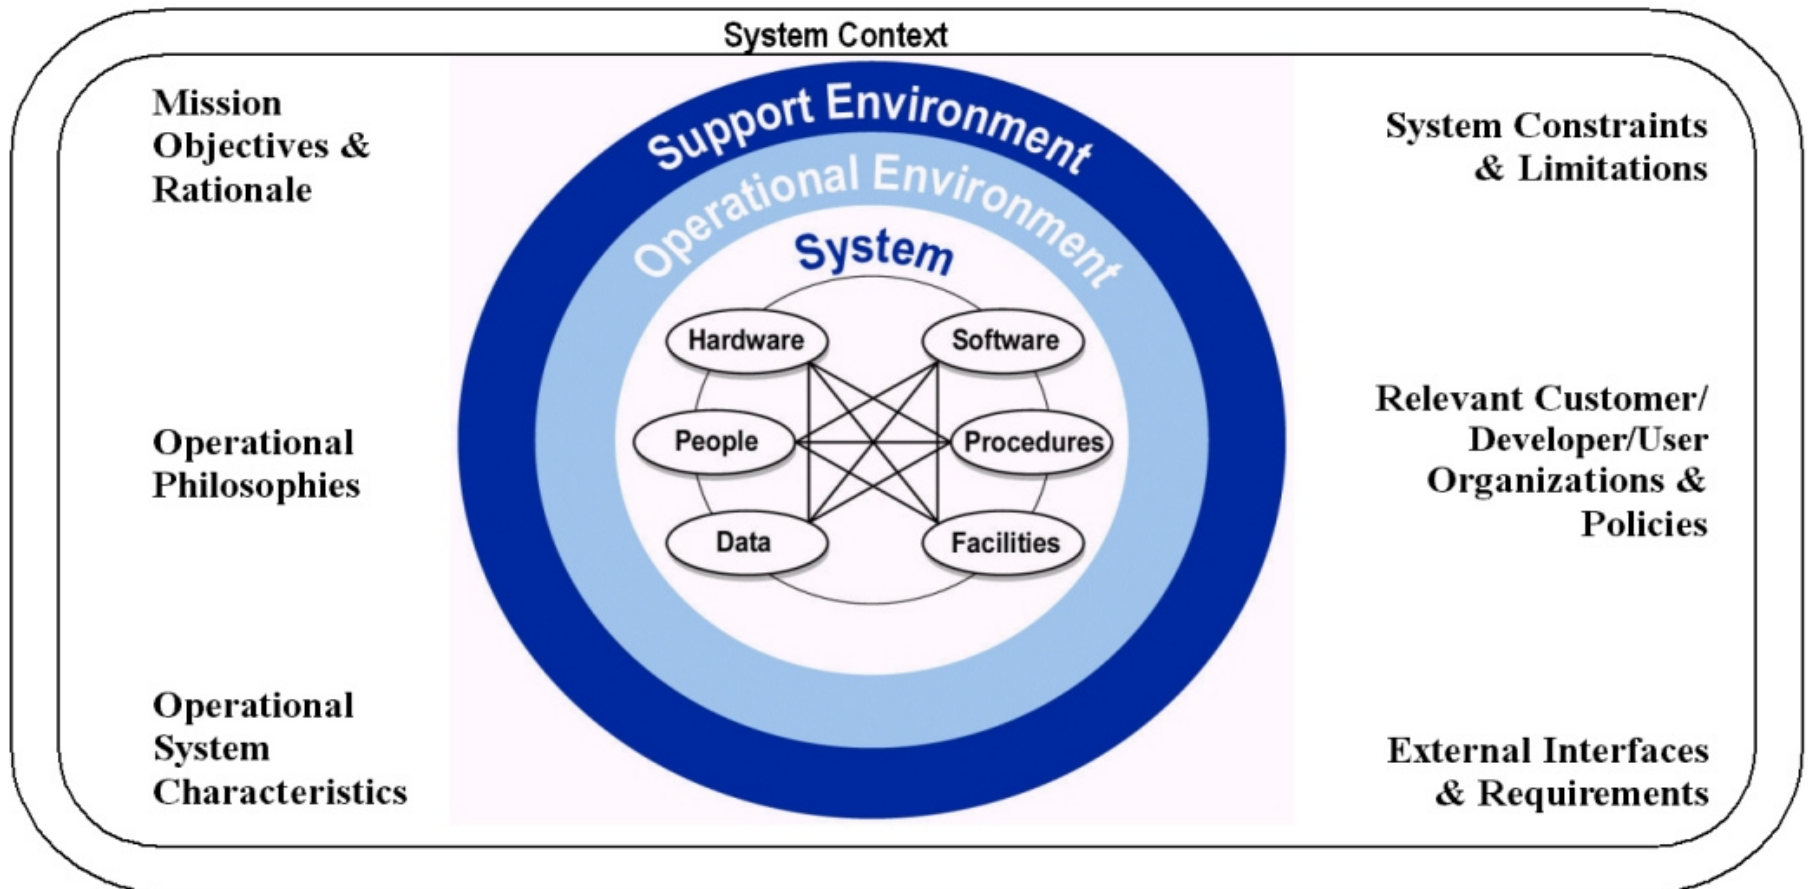 System Context
Mission
Objectives &
Rationale
Operational
Philosophies
Operational
System
Characteristics
Support Environment
Operational Environment
System
Hardware
Software
People
Procedures
Data
Facilities
System Constraints
& Limitations
Relevant Customer/
Developer/User
Organizations &
Policies
External Interfaces
& Requirements